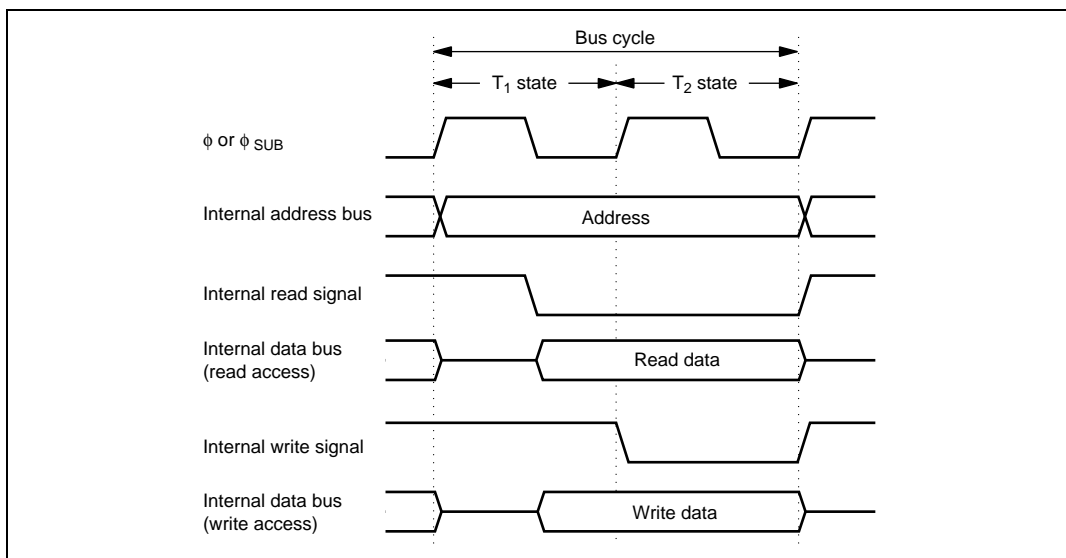 Bus cycle
T1 state
T2 state
ϕ or ϕ SUB
Internal address bus
Address
Internal read signal
Internal data bus
(read access)
Read data
Internal write signal
Internal data bus
(write access)
Write data